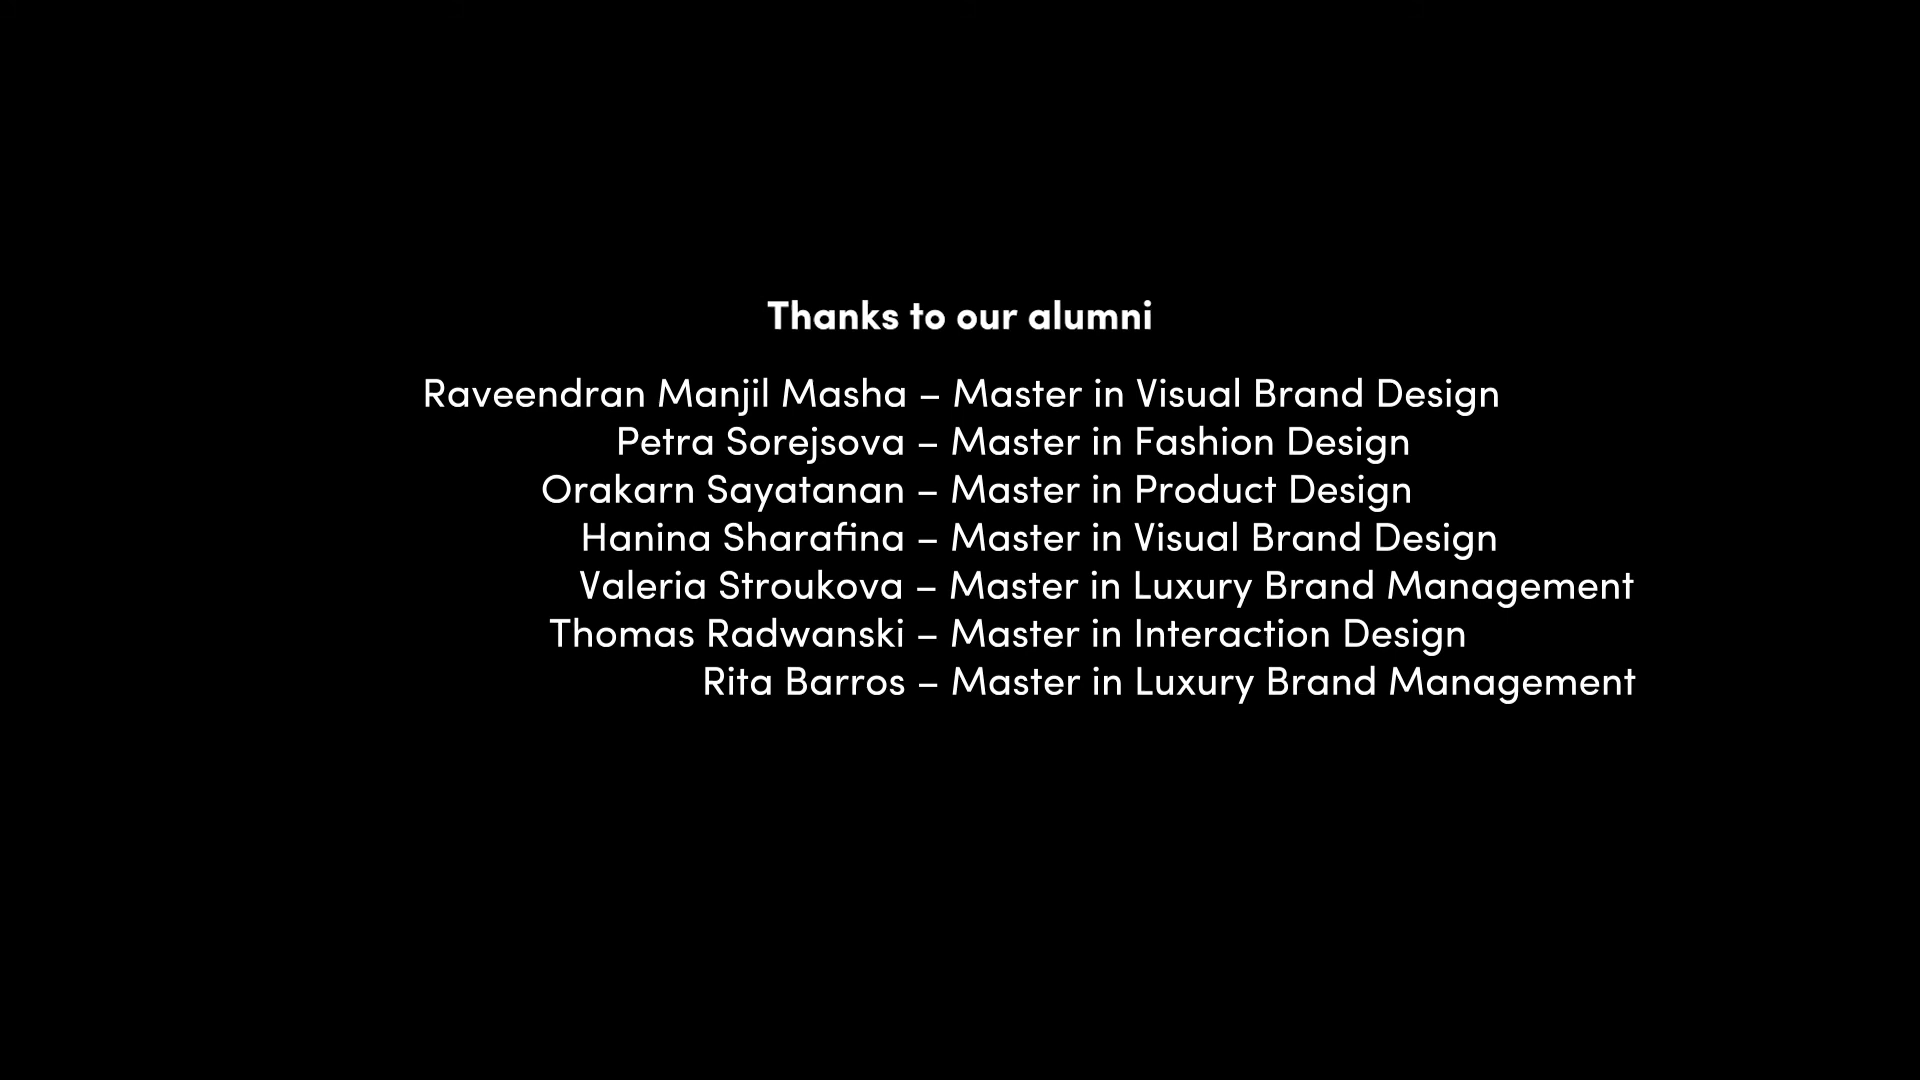 Thanks to our alumni
Raveendran Manjil Masha – Master in Visual Brand Design
Petra Sorejsova – Master in Fashion Design
Orakarn Sayatanan – Master in Product Design
Hanina Sharafina – Master in Visual Brand Design
Valeria Stroukova – Master in Luxury Brand Management
Thomas Radwanski – Master in Interaction Design
Rita Barros – Master in Luxury Brand Management